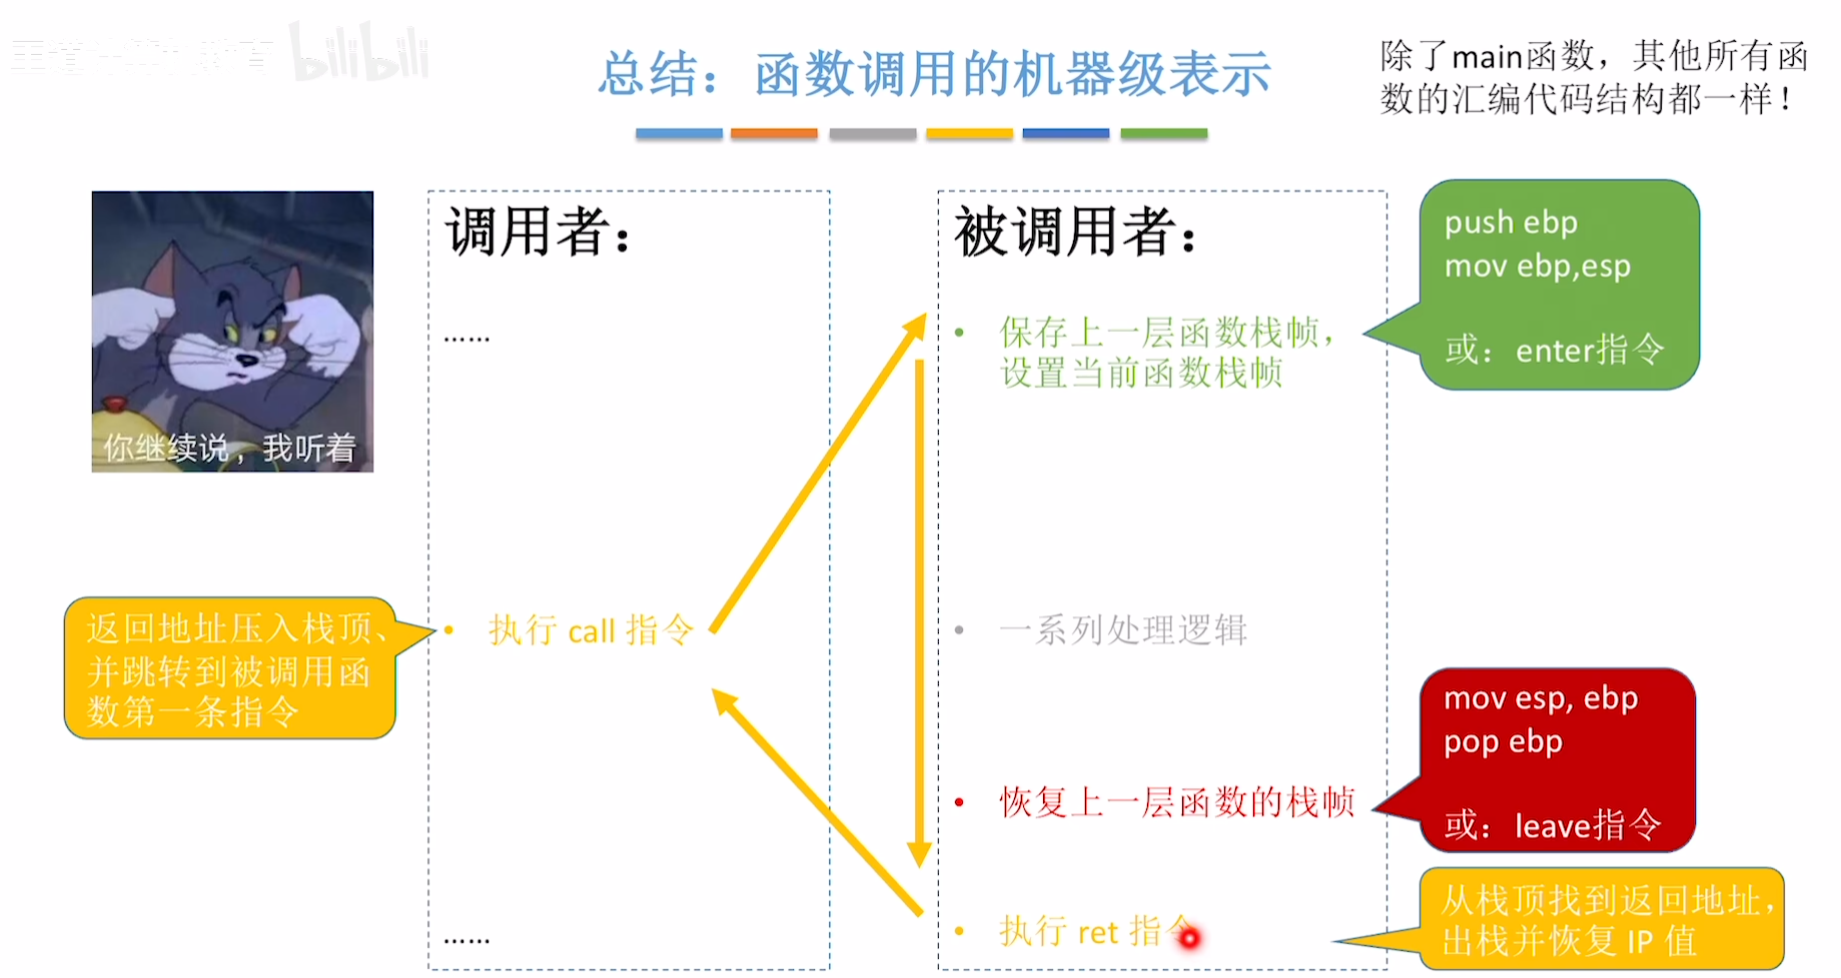 bilibili
总结：函数调用的机器级表示
除了main函数，其他所有函
数的汇编代码结构都一样！
调用者：
......
返回地址压入栈顶、
并跳转到被调用函
数第一条指令
• 执行 call 指令
......
被调用者：
• 保存上一层函数栈帧，
设置当前函数栈帧
push ebp
mov ebp,esp
或：enter指令
• 一系列处理逻辑
• 恢复上一层函数的栈帧
mov esp, ebp
pop ebp
或：leave指令
• 执行 ret 指令
从栈顶找到返回地址，
出栈并恢复 IP 值
你继续说，我听着